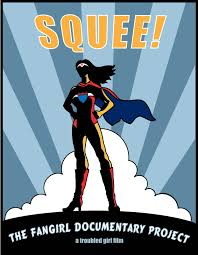 SQUEE!
THE FANGIRL DOCUMENTARY PROJECT
a troubled girl film